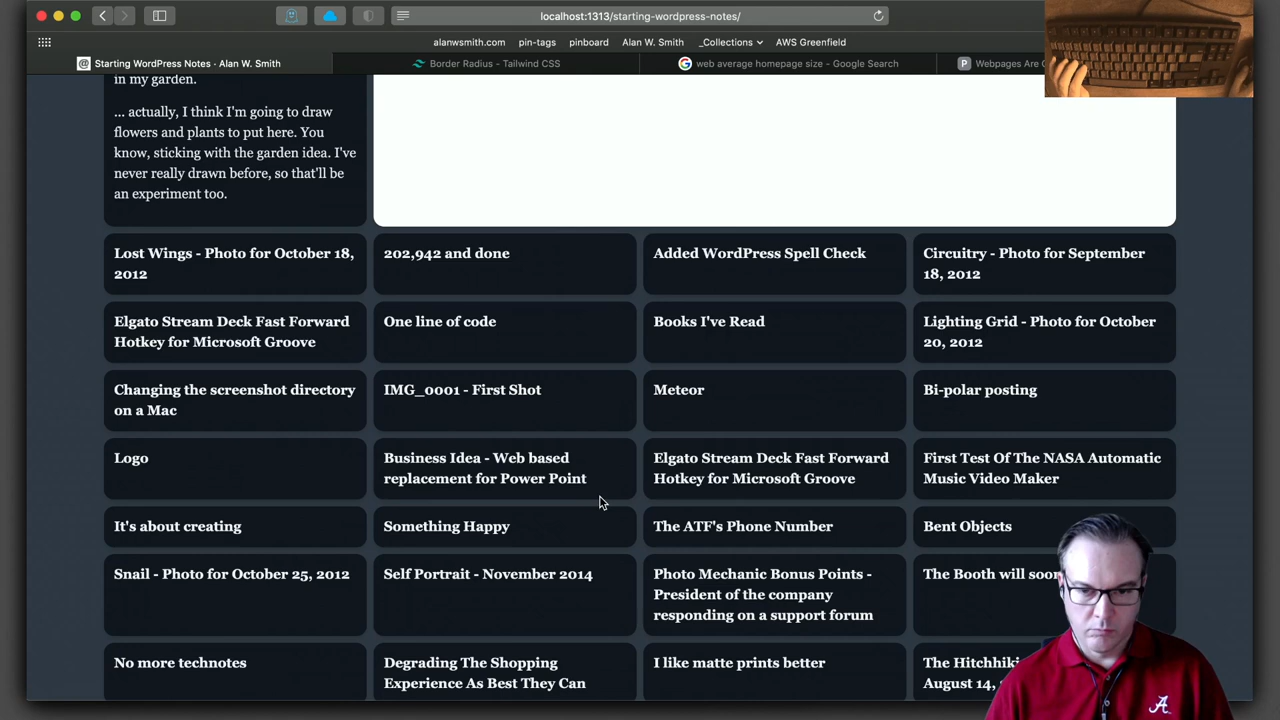 localhost:1313/starting-wordpress-notes/
alanwsmith.com pin-tags pinboard Alan W. Smith _Collections AWS Greenfield
Starting WordPress Notes · Alan W. Smith
Border Radius - Tailwind CSS
web average homepage size - Google Search
Webpages Are
in my garden.
... actually, I think I'm going to draw
flowers and plants to put here. You
know, sticking with the garden idea. I've
never really drawn before, so that'll be
an experiment too.
Lost Wings - Photo for October 18,
2012
202,942 and done
Added WordPress Spell Check
Circuitry - Photo for September
18, 2012
Elgato Stream Deck Fast Forward
Hotkey for Microsoft Groove
One line of code
Books I've Read
Lighting Grid - Photo for October
20, 2012
Changing the screenshot directory
on a Mac
IMG_0001 - First Shot
Meteor
Bi-polar posting
Logo
Business Idea - Web based
replacement for Power Point
Elgato Stream Deck Fast Forward
Hotkey for Microsoft Groove
First Test Of The NASA Automatic
Music Video Maker
It's about creating
Something Happy
The ATF's Phone Number
Bent Objects
Snail - Photo for October 25, 2012
Self Portrait - November 2014
Photo Mechanic Bonus Points -
President of the company
responding on a support forum
The Booth will soon
No more technotes
Degrading The Shopping
Experience As Best They Can
I like matte prints better
The
August 14,
A